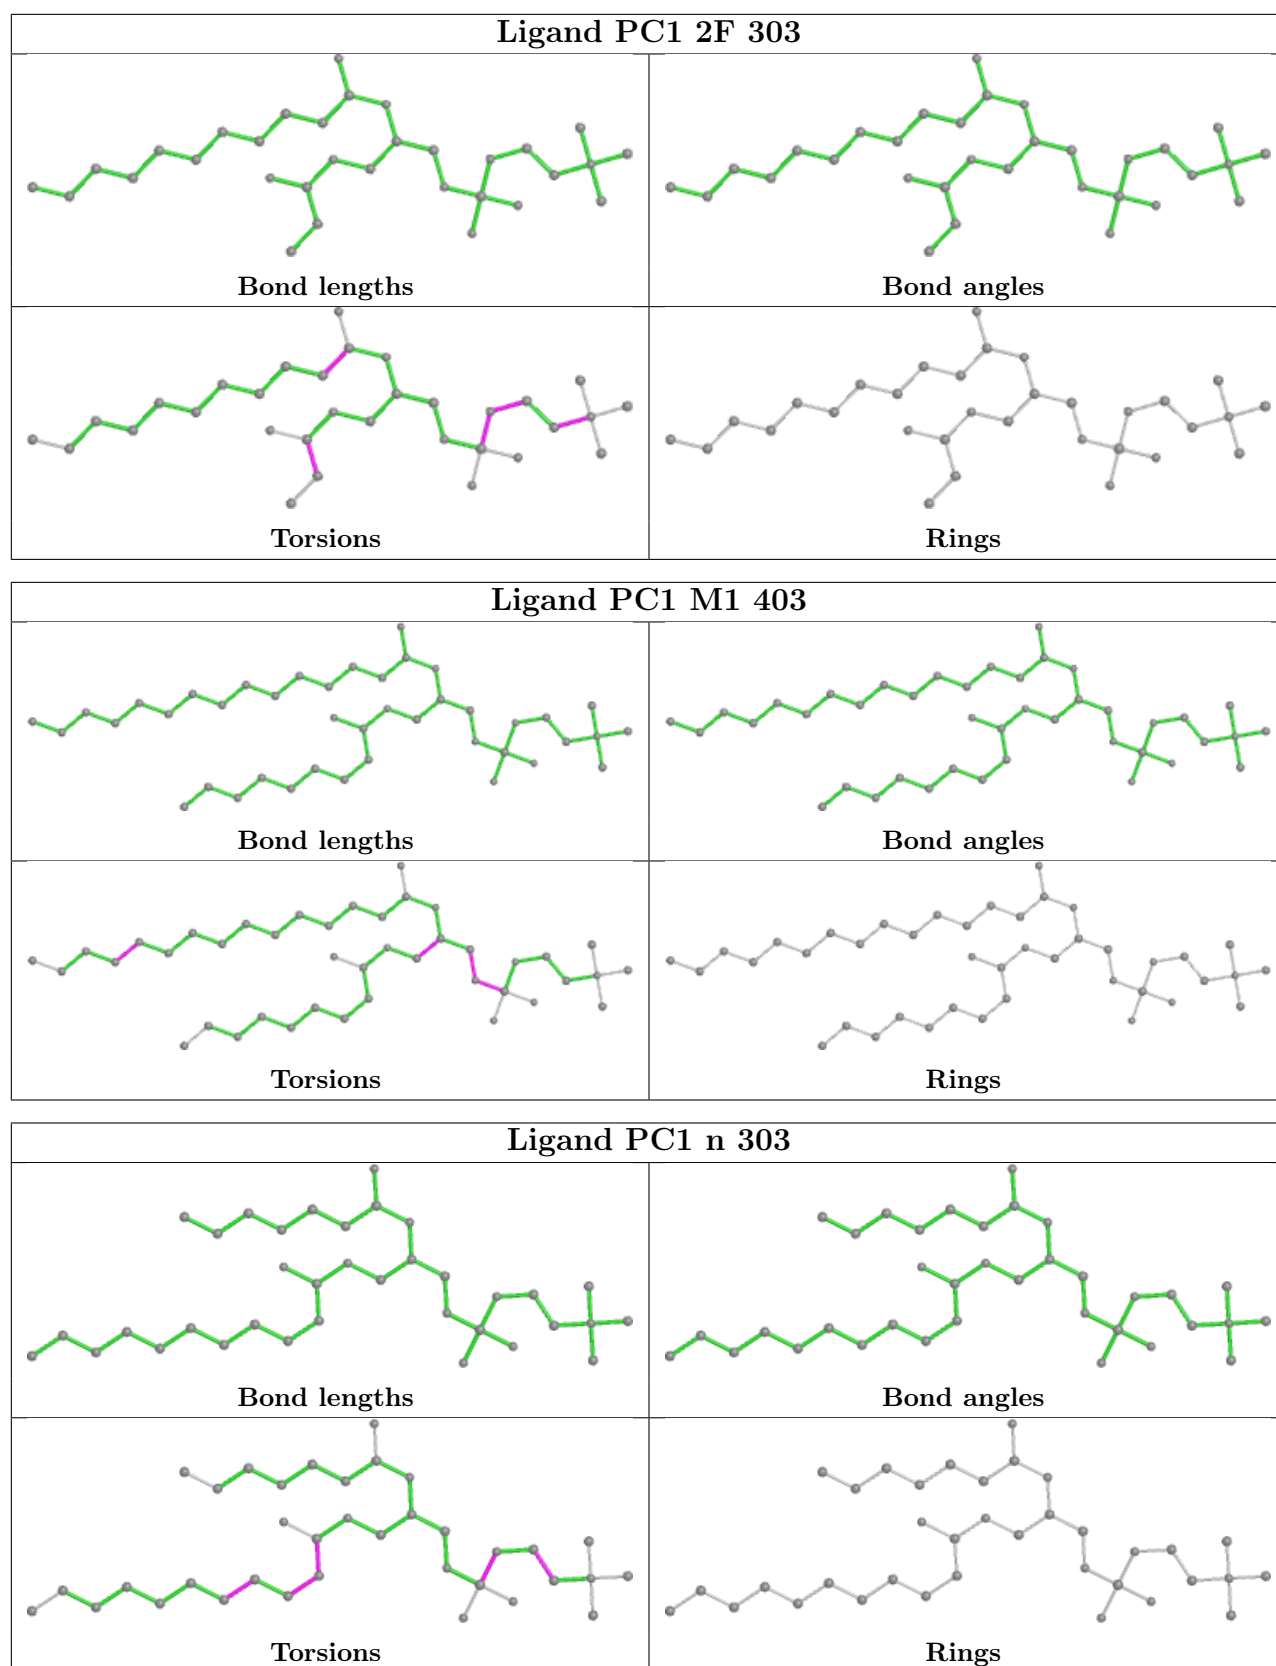 Ligand PC1 2F 303
Bond lengths
Bond angles
Torsions
Rings
Ligand PC1 M1 403
Bond lengths
Bond angles
Torsions
Rings
Ligand PC1 n 303
Bond lengths
Bond angles
Torsions
Rings